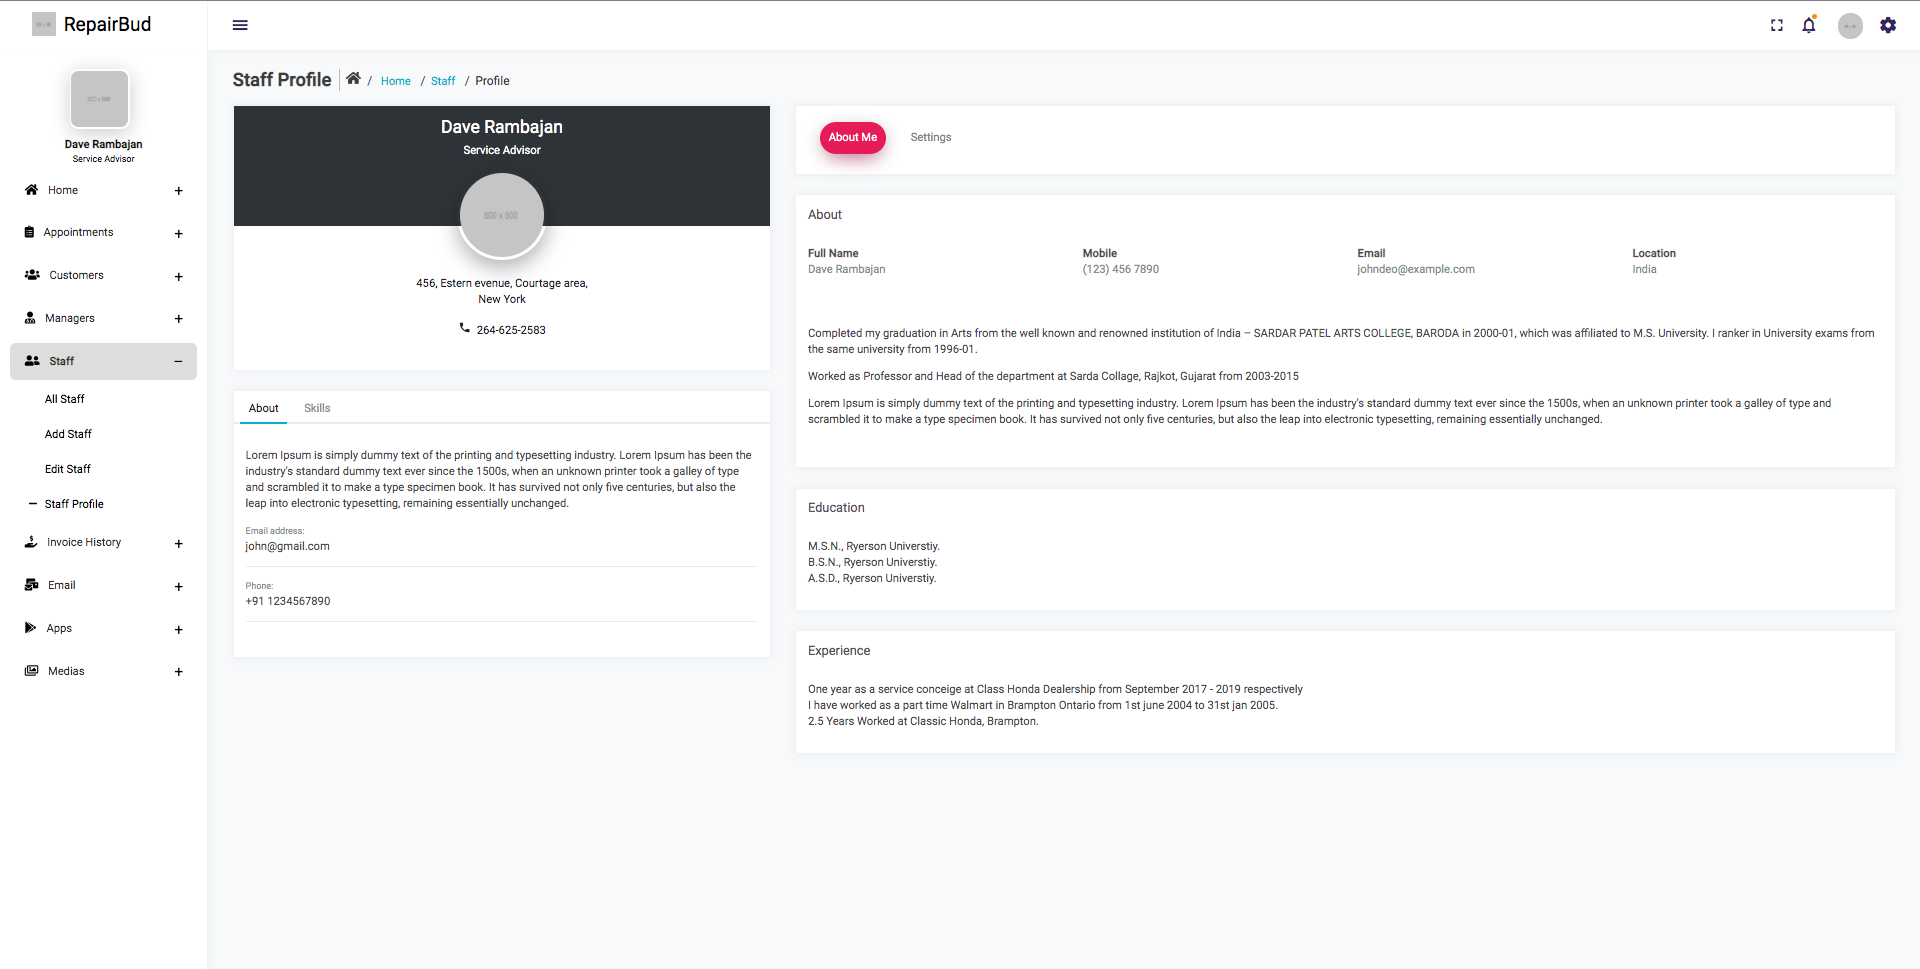 RepairBud
Dave Rambajan
Service Advisor
Home
Appointments
Customers
Managers
Staff
All Staff
Add Staff
Edit Staff
Staff Profile
Invoice History
Email
Apps
Medias
Staff Profile / Home / Staff / Profile
Dave Rambajan
Service Advisor
500 x 500
456, Estern evenue, Courtage area,
New York
264-625-2583
About Skills
Lorem Ipsum is simply dummy text of the printing and typesetting industry. Lorem Ipsum has been the
industry's standard dummy text ever since the 1500s, when an unknown printer took a galley of type
and scrambled it to make a type specimen book. It has survived not only five centuries, but also the
leap into electronic typesetting, remaining essentially unchanged.
Email address:
john@gmail.com
Phone:
+91 1234567890
About Me Settings
About
Full Name Mobile Email Location
Dave Rambajan (123) 456 7890 johndeo@example.com India
Completed my graduation in Arts from the well known and renowned institution of India – SARDAR PATEL ARTS COLLEGE, BARODA in 2000-01, which was affiliated to M.S. University. I ranker in University exams from
the same university from 1996-01.
Worked as Professor and Head of the department at Sarda Collage, Rajkot, Gujarat from 2003-2015
Lorem Ipsum is simply dummy text of the printing and typesetting industry. Lorem Ipsum has been the industry's standard dummy text ever since the 1500s, when an unknown printer took a galley of type and
scrambled it to make a type specimen book. It has survived not only five centuries, but also the leap into electronic typesetting, remaining essentially unchanged.
Education
M.S.N., Ryerson Universtiy.
B.S.N., Ryerson Universtiy.
A.S.D., Ryerson Universtiy.
Experience
One year as a service conceige at Class Honda Dealership from September 2017 - 2019 respectively
I have worked as a part time Walmart in Brampton Ontario from 1st june 2004 to 31st jan 2005.
2.5 Years Worked at Classic Honda, Brampton.